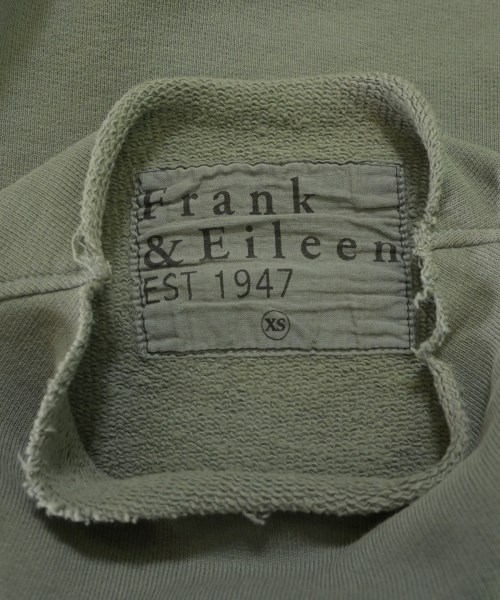 Frank
& Eileen
EST 1947
XS